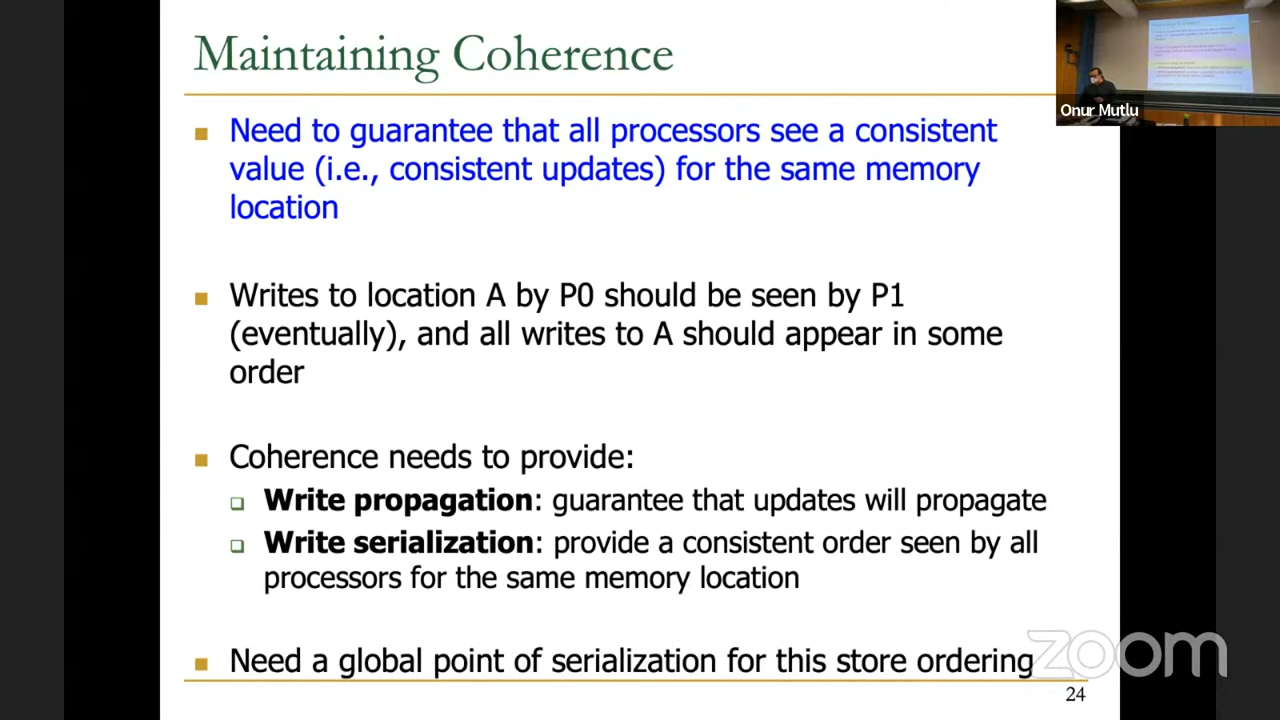 Maintaining Coherence
Onur Mutlu
Need to guarantee that all processors see a consistent
value (i.e., consistent updates) for the same memory
location
Writes to location A by P0 should be seen by P1
(eventually), and all writes to A should appear in some
order
Coherence needs to provide:
Write propagation: guarantee that updates will propagate
Write serialization: provide a consistent order seen by all
processors for the same memory location
Need a global point of serialization for this store ordering
zoom
24